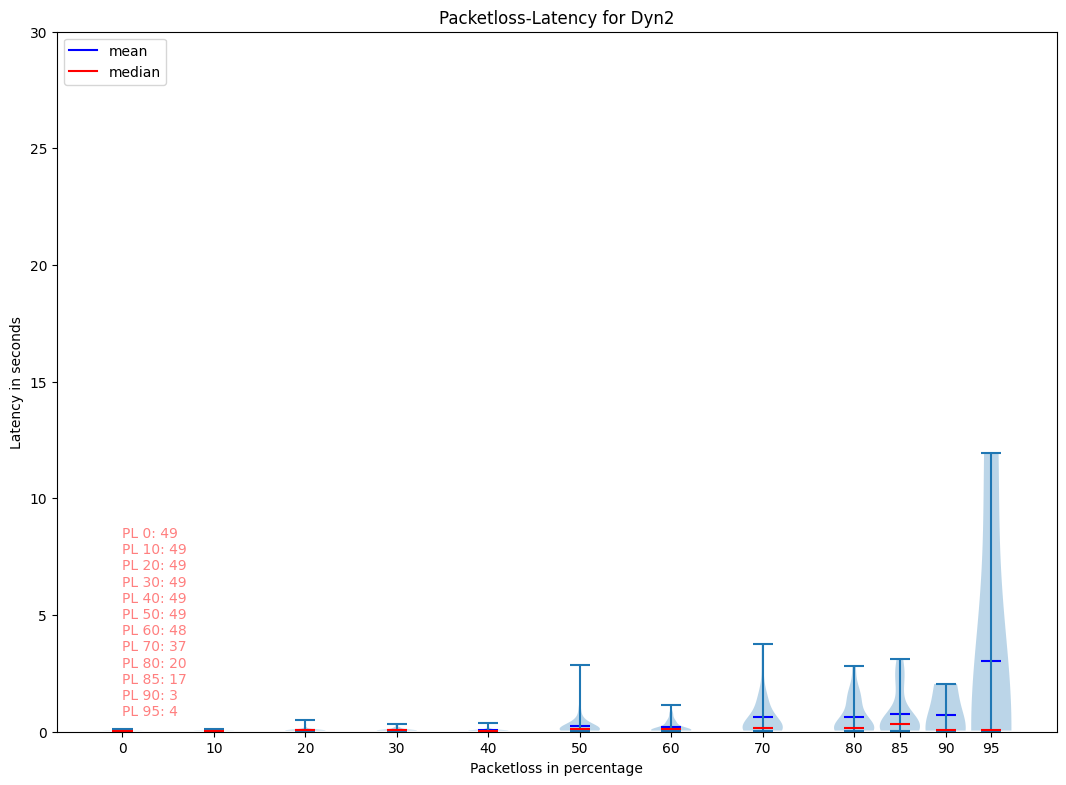 Packetloss-Latency for Dyn2
mean
median
30
25
20
15
10
5
0
Latency in seconds
PL 0: 49
PL 10: 49
PL 20: 49
PL 30: 49
PL 40: 49
PL 50: 49
PL 60: 48
PL 70: 37
PL 80: 20
PL 85: 17
PL 90: 3
PL 95: 4
0 10 20 30 40 50 60 70 80 85 90 95
Packetloss in percentage